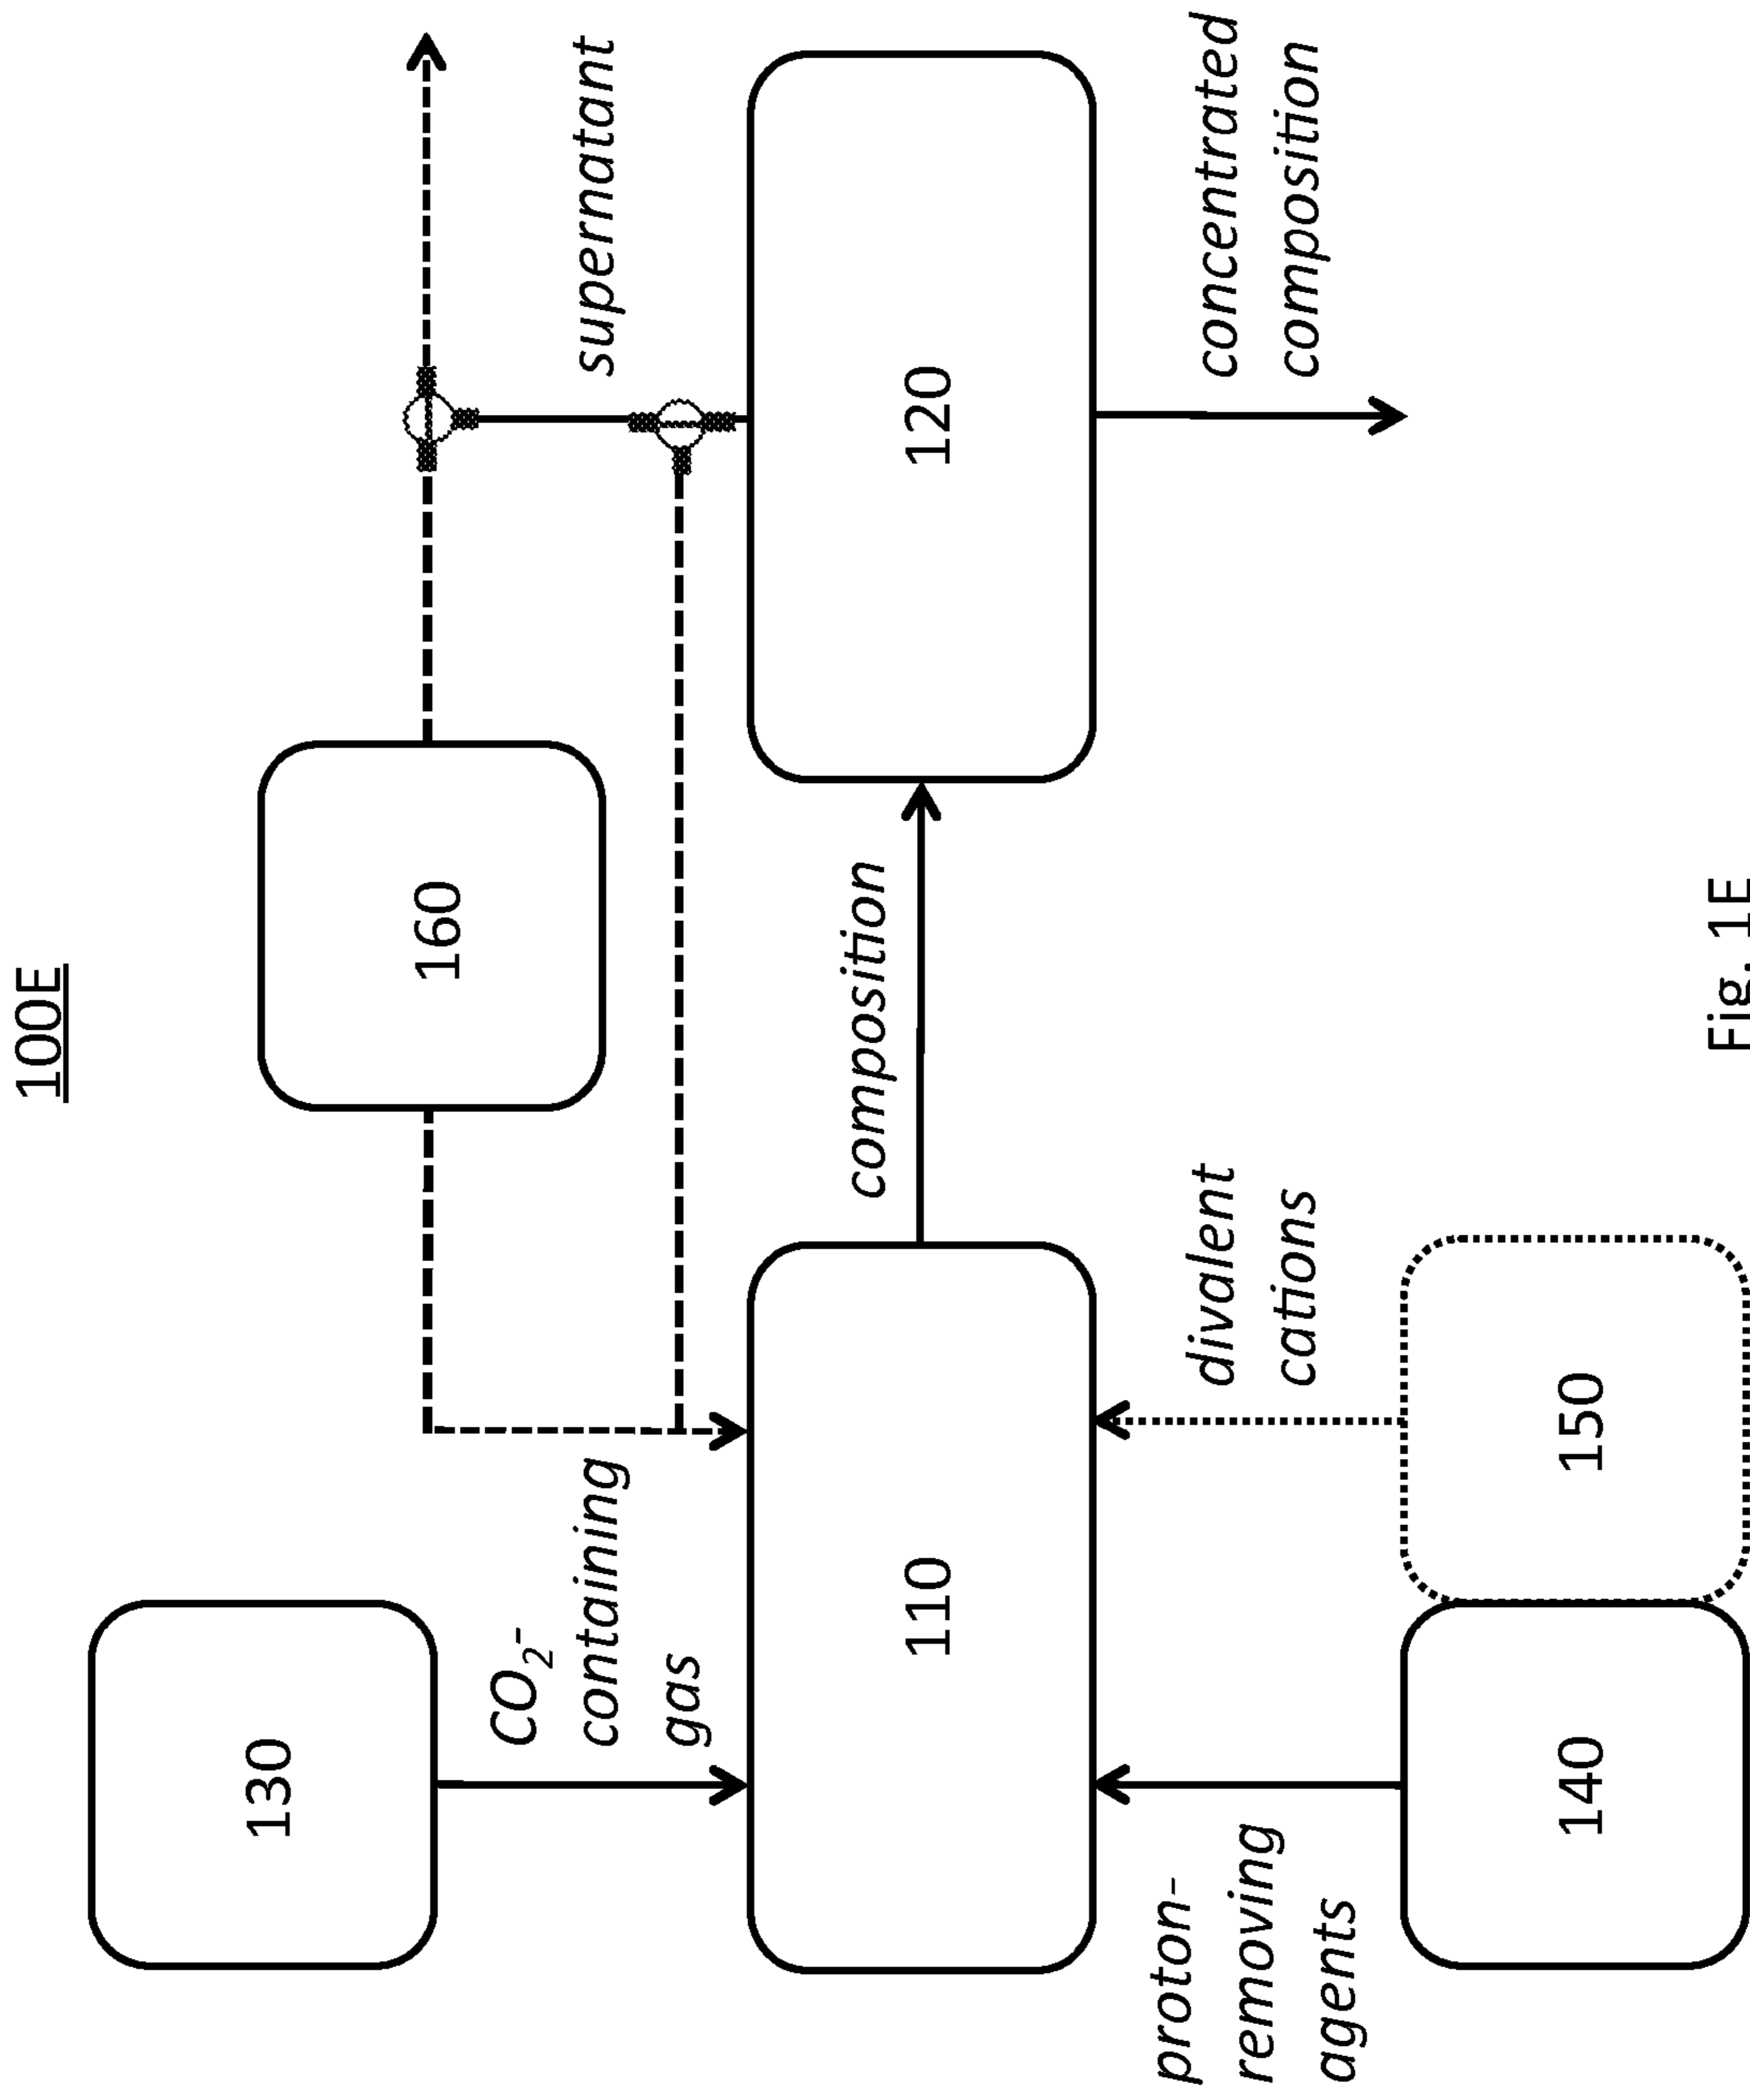 100E
130
160
CO₂-
containing
gas
supernatant
composition
110
120
proton-
removing
agents
divalent
cations
concentrated
composition
140
150
Fig. 1E